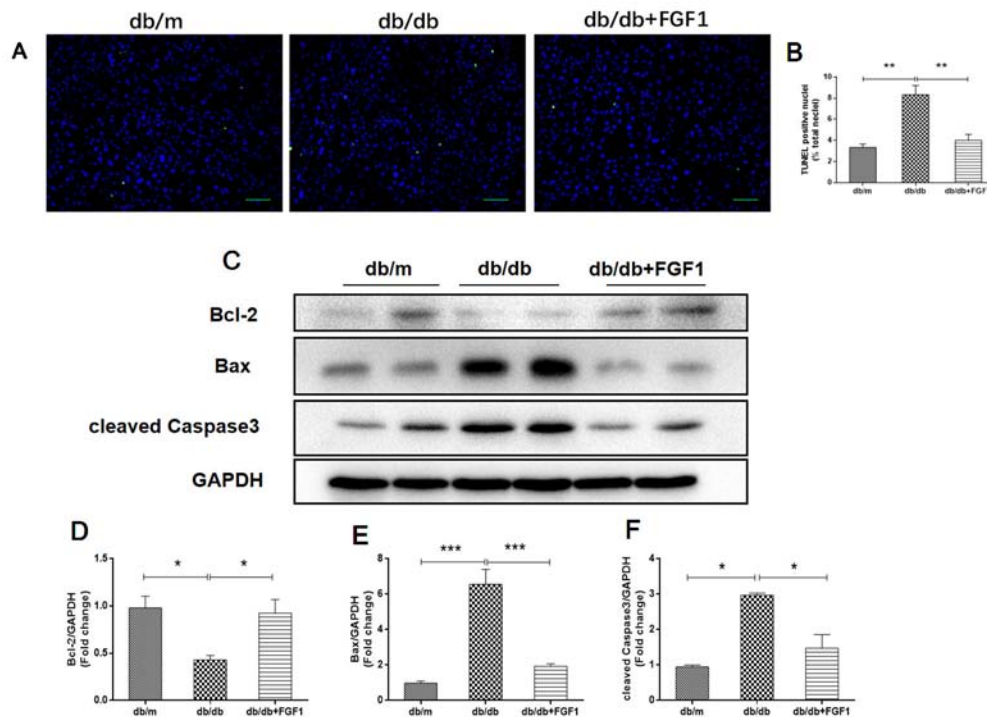 db/m db/db db/db+FGF1
A
B
** **
TUNEL positive nuclei
(% total neclei)
10
8
6
4
2
0
db/m db/db db/db+FGF
C
db/m db/db db/db+FGF1
Bcl-2
Bax
cleaved Caspase3
GAPDH
D
* *
Bcl-2/GAPDH
(Fold change)
1.5
1.0
0.5
0.0
db/m db/db db/db+FGF1
E
*** ***
Bax/GAPDH
(Fold change)
8
6
4
2
0
db/m db/db db/db+FGF1
F
* *
cleaved Caspase3/GAPDH
(Fold change)
4
3
2
1
0
db/m db/db db/db+FGF1